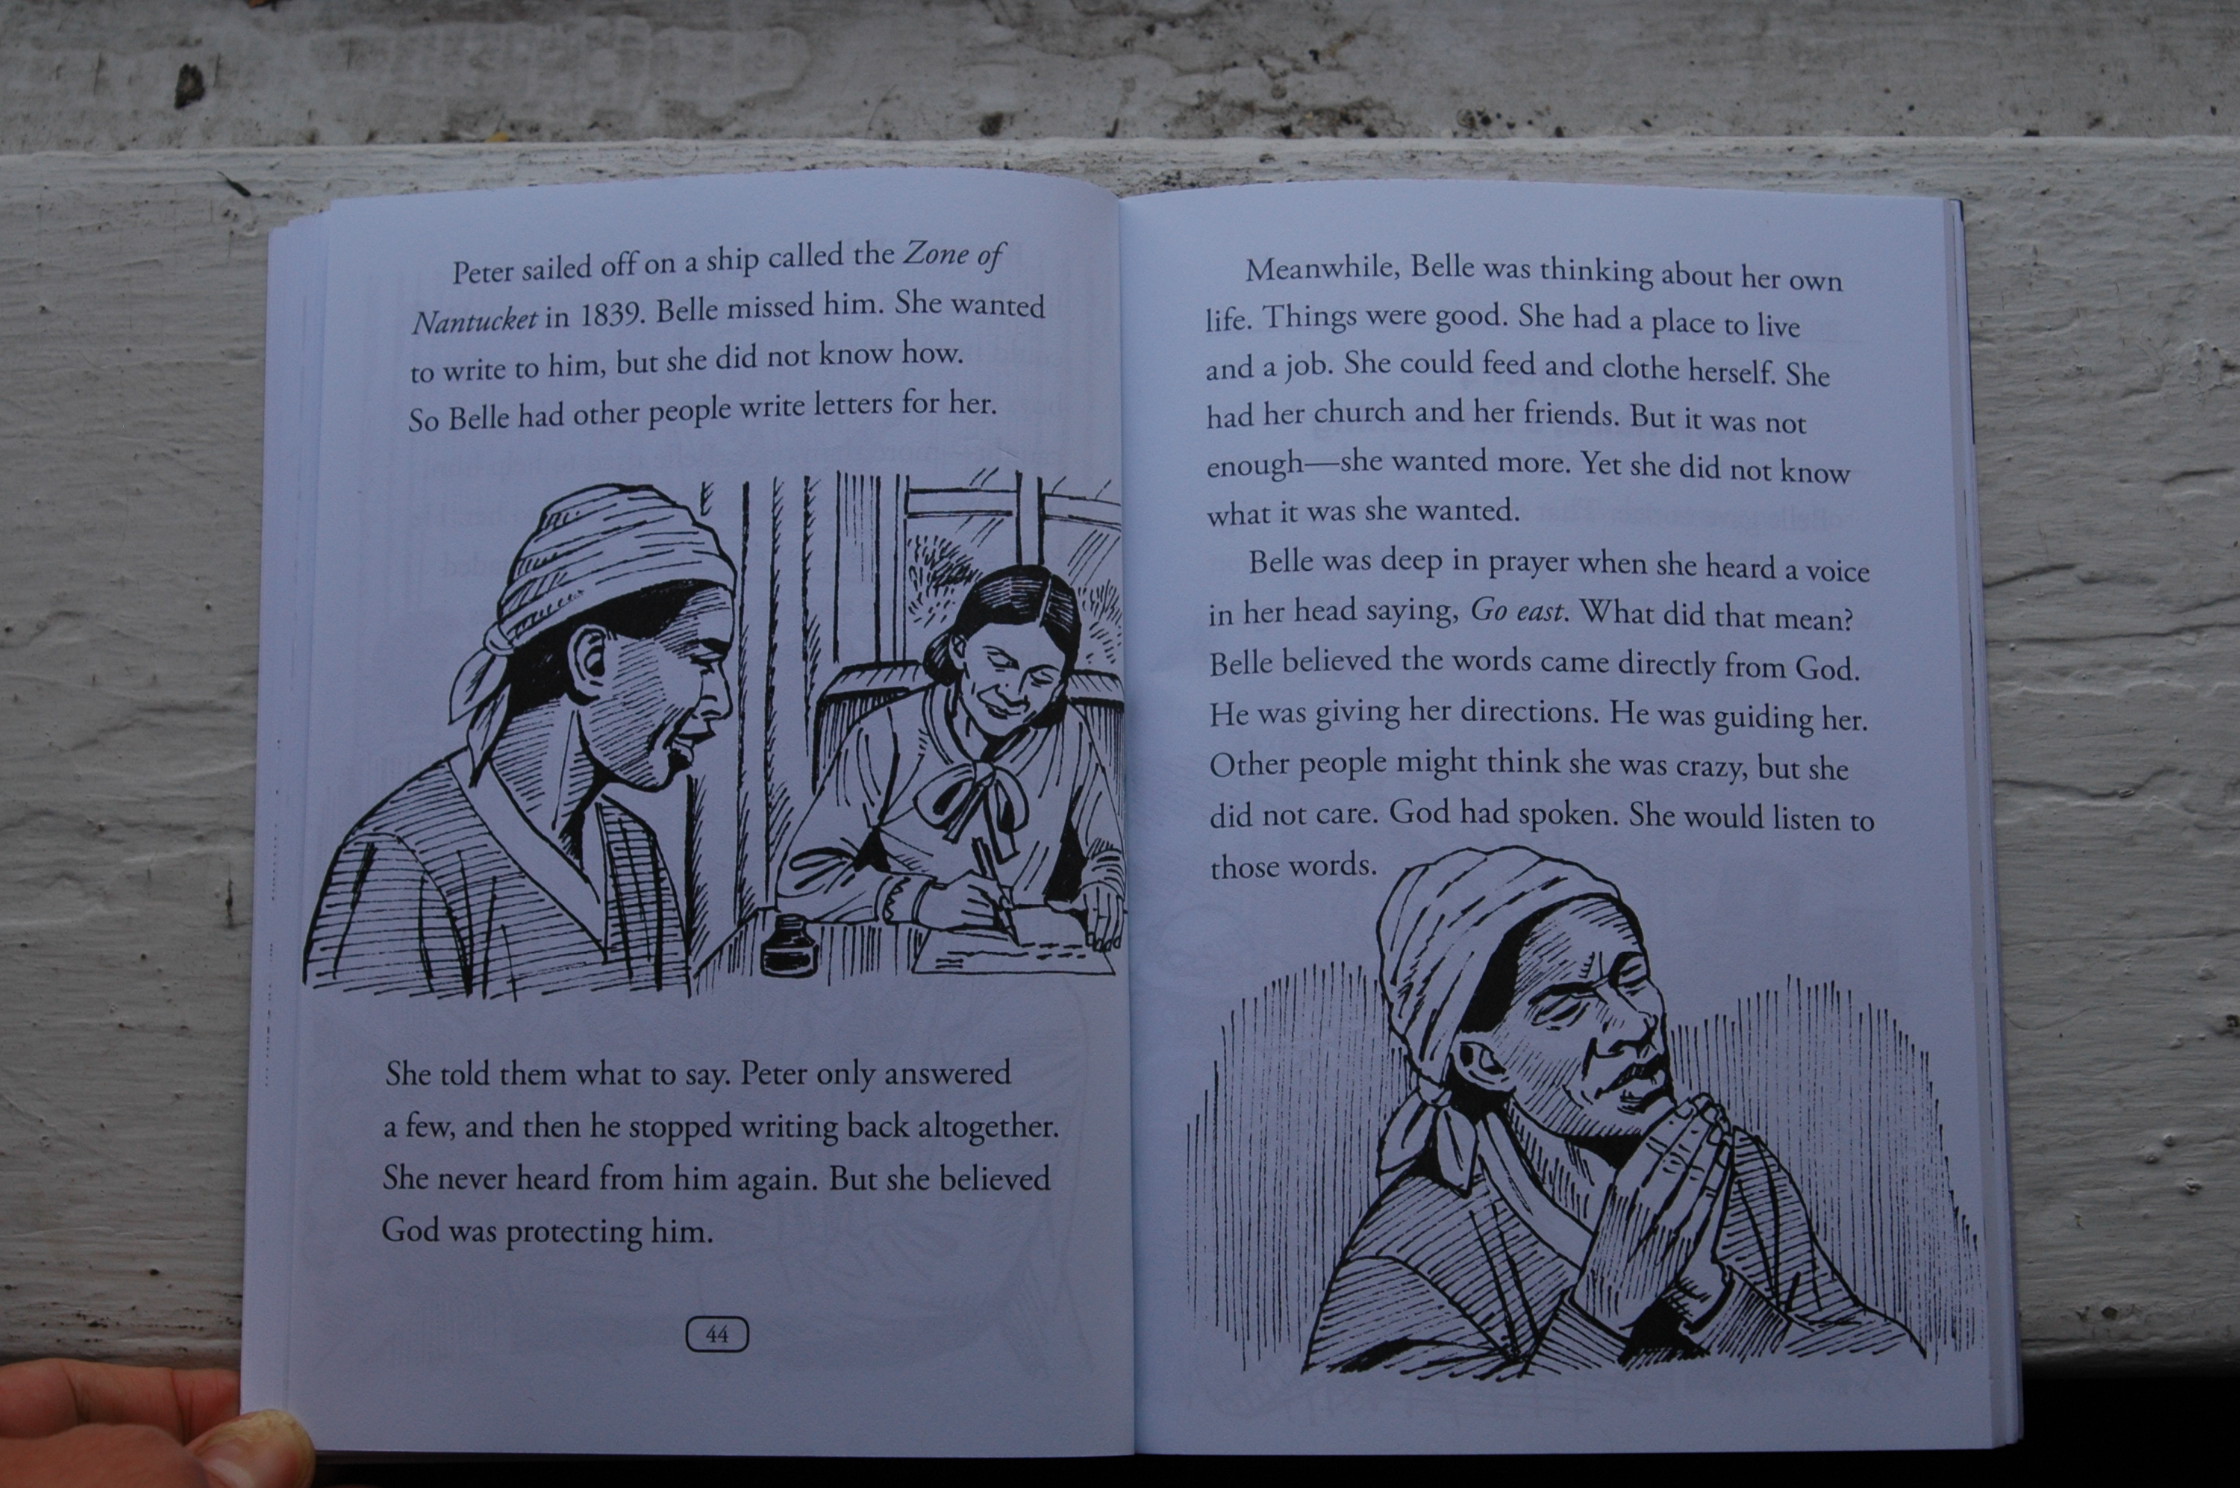 Peter sailed off on a ship called the Zone of
Nantucket in 1839. Belle missed him. She wanted
to write to him, but she did not know how.
So Belle had other people write letters for her.
She told them what to say. Peter only answered
a few, and then he stopped writing back altogether.
She never heard from him again. But she believed
God was protecting him.
44
Meanwhile, Belle was thinking about her own
life. Things were good. She had a place to live
and a job. She could feed and clothe herself. She
had her church and her friends. But it was not
enough—she wanted more. Yet she did not know
what it was she wanted.
Belle was deep in prayer when she heard a voice
in her head saying, Go east. What did that mean?
Belle believed the words came directly from God.
He was giving her directions. He was guiding her.
Other people might think she was crazy, but she
did not care. God had spoken. She would listen to
those words.